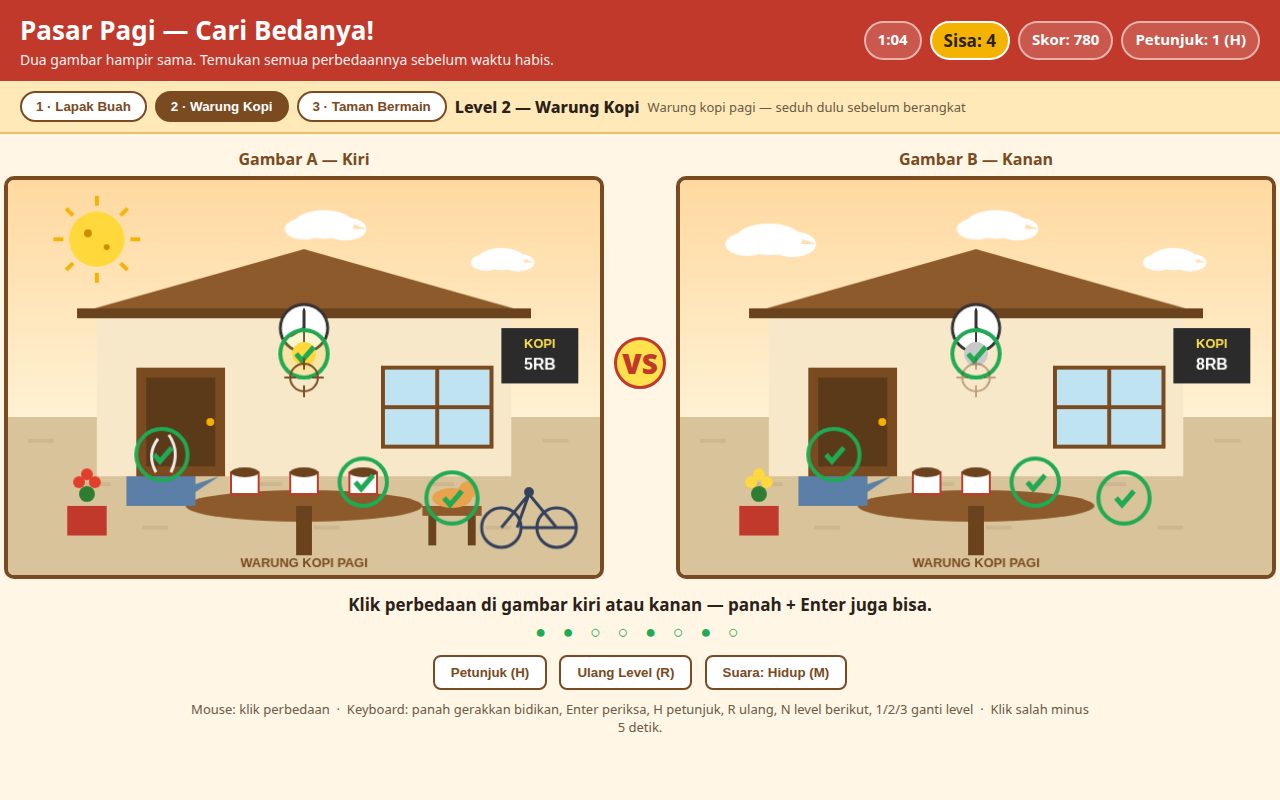 Pasar Pagi — Cari Bedanya!
Dua gambar hampir sama. Temukan semua perbedaannya sebelum waktu habis.
1:04
Sisa: 4
Skor: 780
Petunjuk: 1 (H)
1 · Lapak Buah
2 · Warung Kopi
3 · Taman Bermain
Level 2 — Warung Kopi
Warung kopi pagi — seduh dulu sebelum berangkat
Gambar A — Kiri
Gambar B — Kanan
KOPI
5RB
WARUNG KOPI PAGI
VS
KOPI
8RB
WARUNG KOPI PAGI
Klik perbedaan di gambar kiri atau kanan — panah + Enter juga bisa.
Petunjuk (H)
Ulang Level (R)
Suara: Hidup (M)
Mouse: klik perbedaan · Keyboard: panah gerakkan bidikan, Enter periksa, H petunjuk, R ulang, N level berikut, 1/2/3 ganti level · Klik salah minus
5 detik.